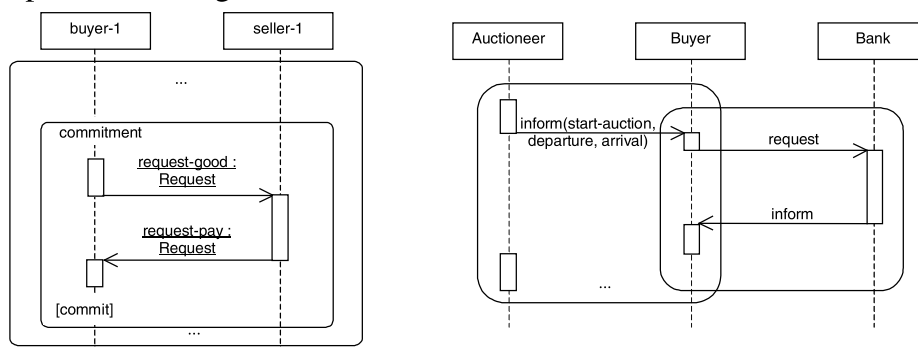 buyer-1
seller-1
...
commitment
request-good :
Request
request-pay :
Request
[commit]
...
Auctioneer
Buyer
Bank
inform(start-auction,
departure, arrival)
request
inform
...